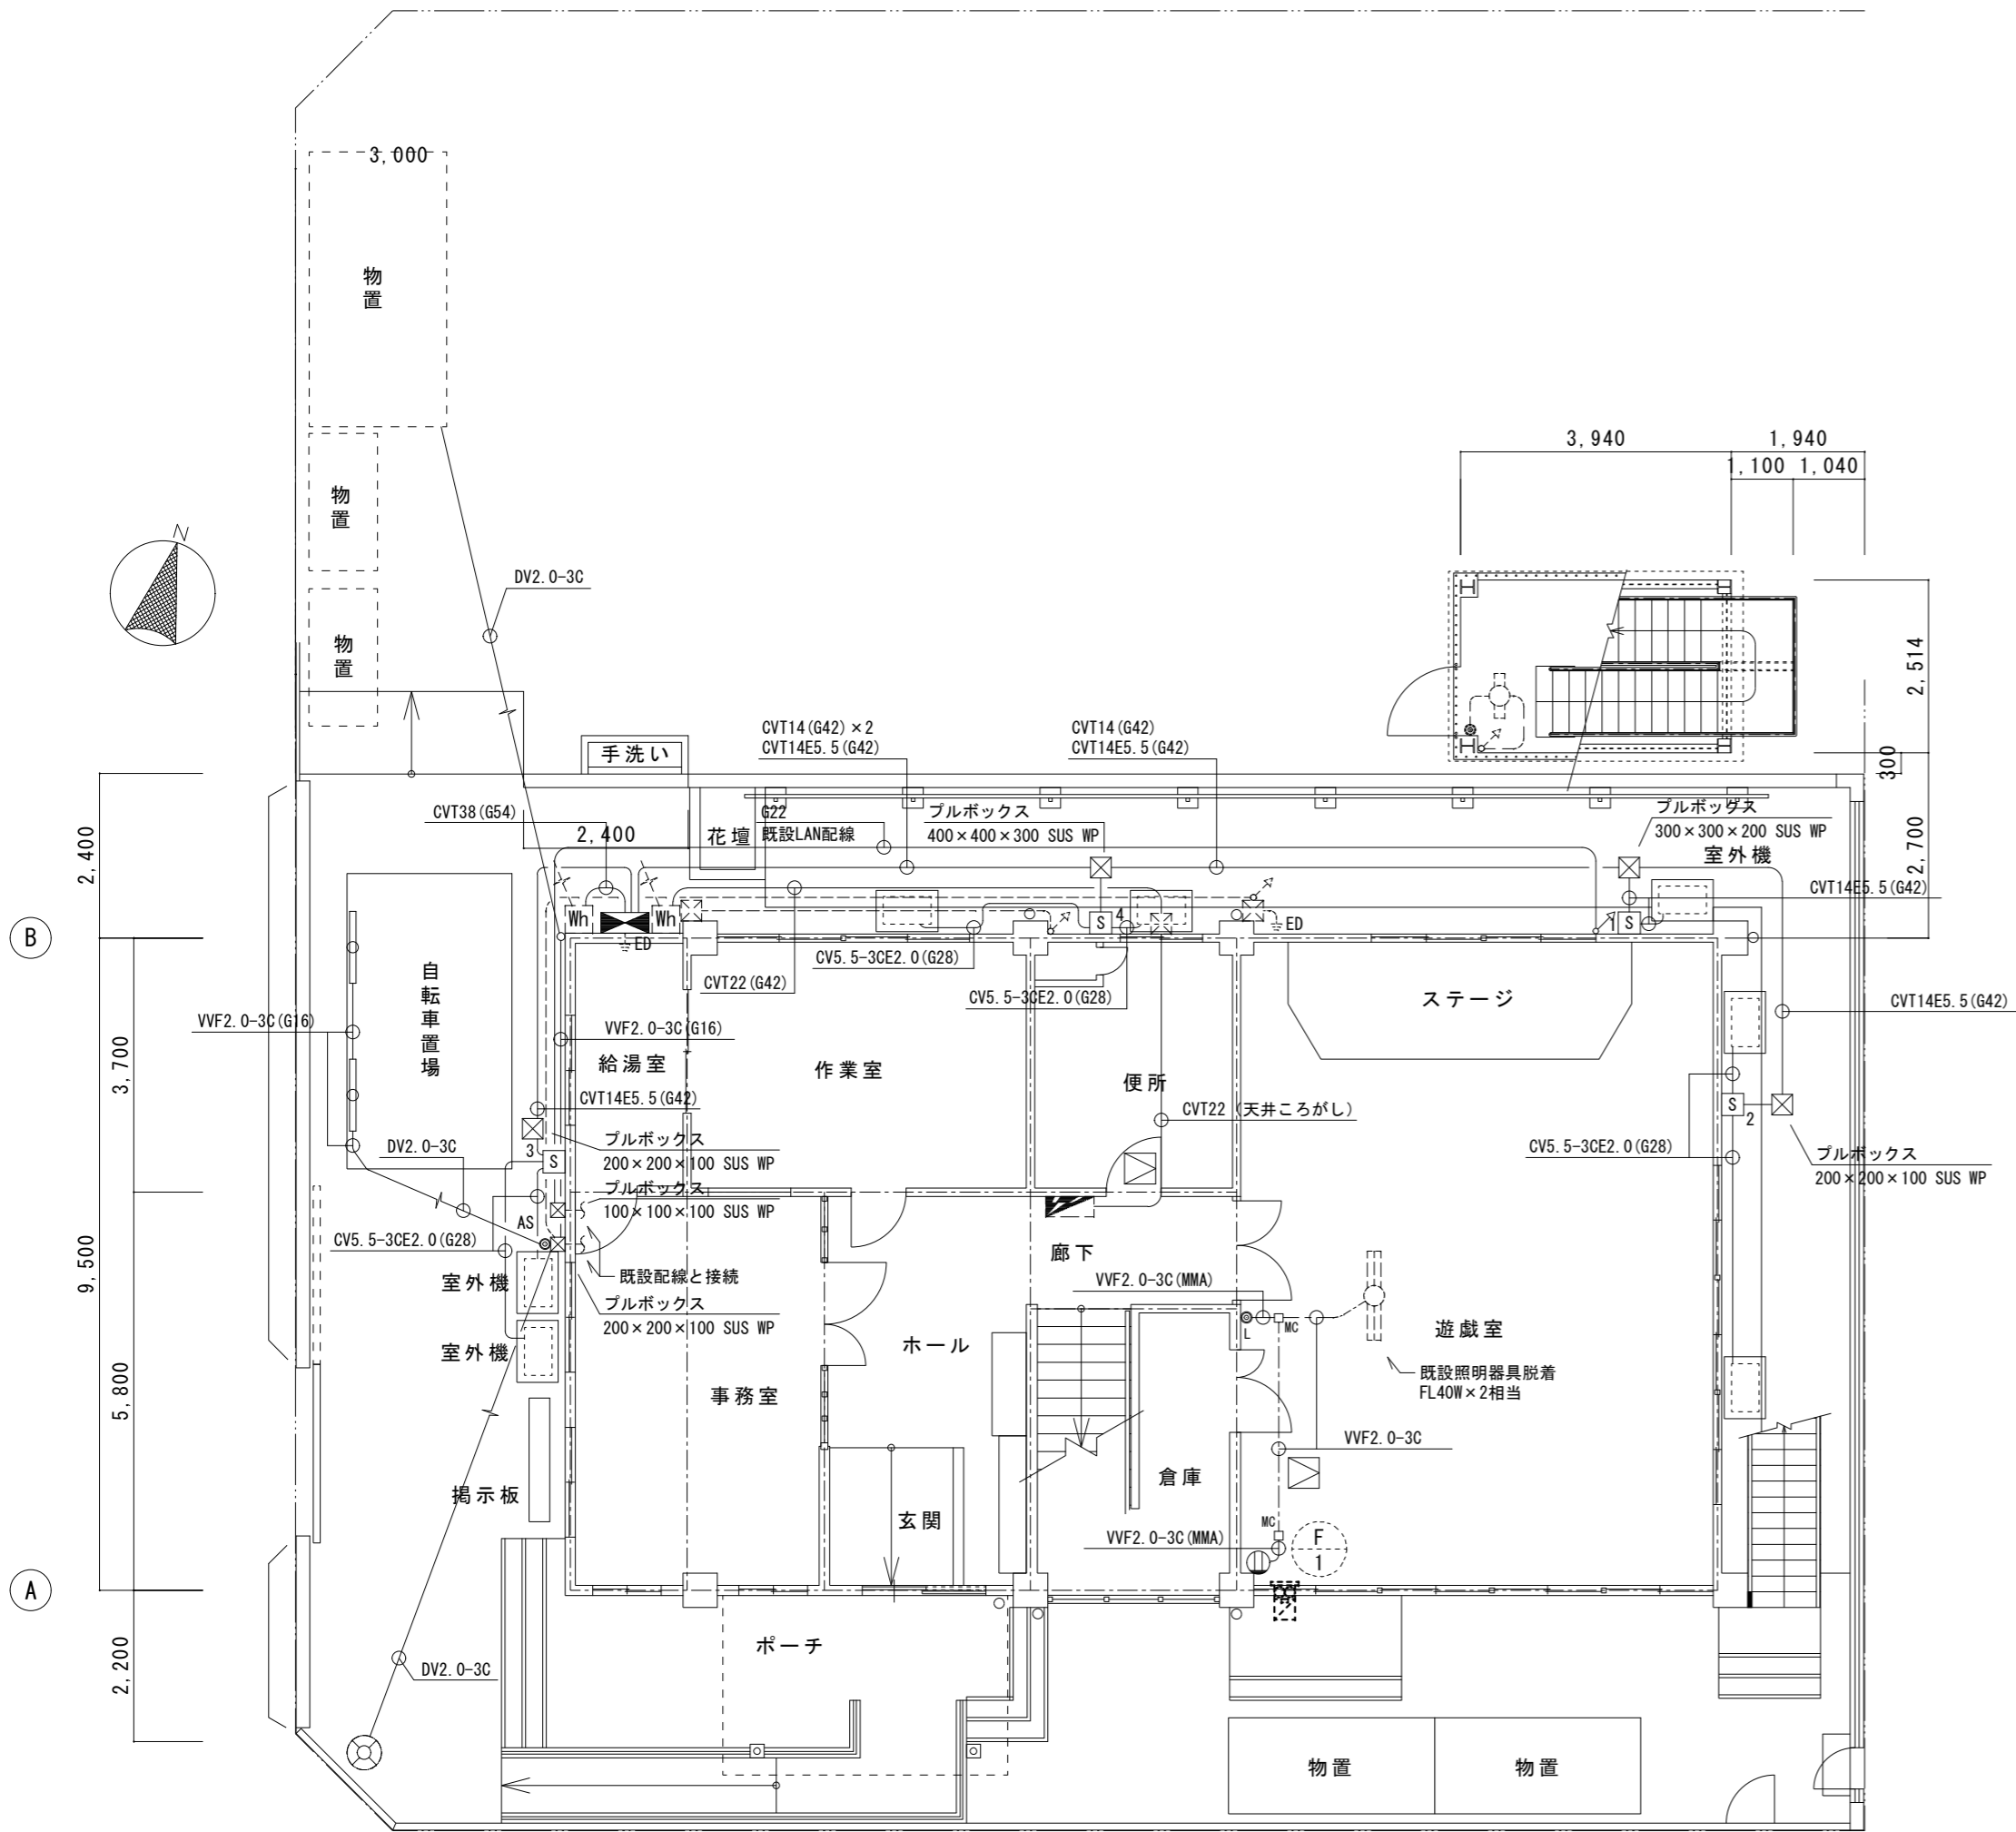 3,000
物置
3,940
1,940
1,100
1,040
物置
N
DV2.0-3C
物置
2,514
CVT14(G42)×2
CVT14E5.5(G42)
CVT14(G42)
CVT14E5.5(G42)
手洗い
300
CVT38(G54)
2,400
花壇
G22
既設LAN配線
プルボックス
400×400×300 SUS WP
プルボックス
300×300×200 SUS WP
室外機
2,400
2,700
CVT14E5.5(G42)
Wh
Wh
S
4
1
S
B
ED
ED
CV5.5-3CE2.0(G28)
CVT22(G42)
CV5.5-3CE2.0(G28)
ステージ
CVT14E5.5(G42)
自転車置場
VVF2.0-3C(G16)
VVF2.0-3C(G16)
給湯室
作業室
便所
3,700
CVT14E5.5(G42)
CVT22 (天井ころがし)
S
2
DV2.0-3C
3
S
プルボックス
200×200×100 SUS WP
CV5.5-3CE2.0(G28)
プルボックス
200×200×100 SUS WP
プルボックス
100×100×100 SUS WP
AS
CV5.5-3CE2.0(G28)
廊下
9,500
室外機
既設配線と接続
VVF2.0-3C(MMA)
プルボックス
200×200×100 SUS WP
L
MC
遊戯室
室外機
ホール
既設照明器具脱着
FL40W×2相当
5,800
事務室
VVF2.0-3C
倉庫
掲示板
玄関
MC
VVF2.0-3C(MMA)
F
1
A
ポーチ
2,200
DV2.0-3C
物置
物置